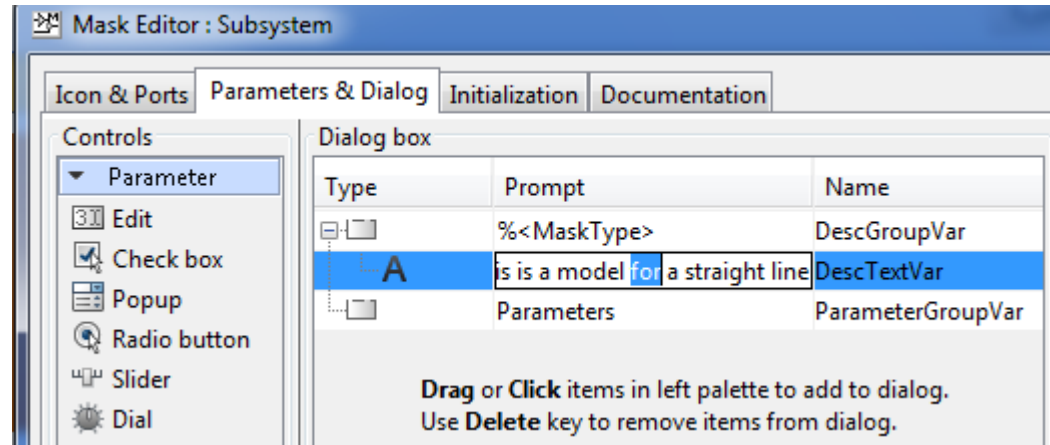 Mask Editor : Subsystem
Icon & Ports Parameters & Dialog Initialization Documentation
Controls
Parameter
Edit
Check box
Popup
Radio button
Slider
Dial
Dialog box
Type Prompt Name
%<MaskType> DescGroupVar
A is is a model for a straight line DescTextVar
Parameters ParameterGroupVar
Drag or Click items in left palette to add to dialog.
Use Delete key to remove items from dialog.